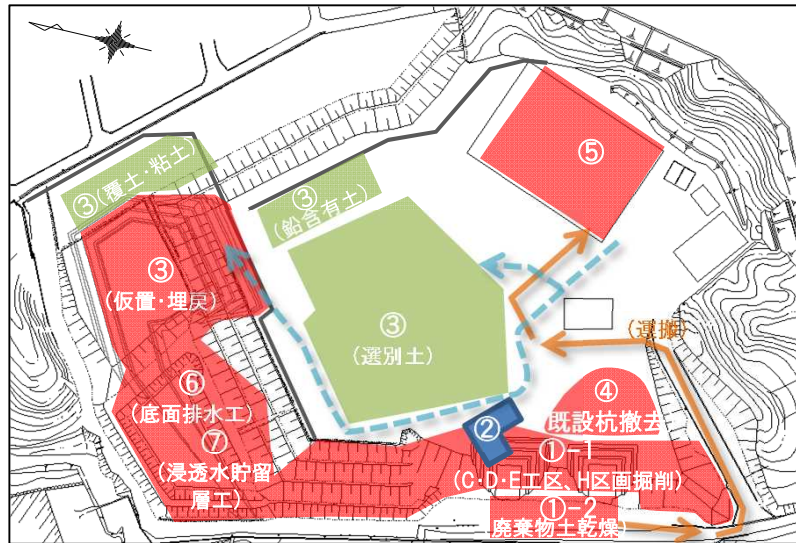 ③(覆土・粘土)
③
(鉛含有土)
⑤
③
(仮置・埋戻)
③
(選別土)
(運搬)
④
既設杭撤去
②
⑥
(底面排水工)
⑦
(浸透水貯留
層工)
①-1
(C・D・E工区、H区画掘削)
①-2
(廃棄物土乾燥)